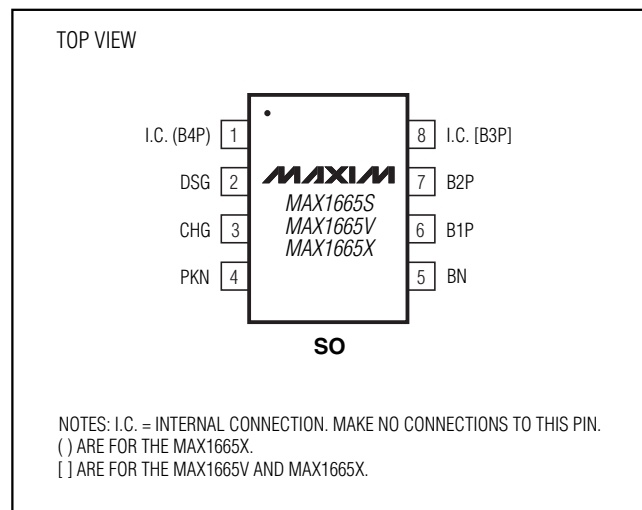 TOP VIEW
I.C. (B4P) 1 8 I.C. [B3P]
DSG 2 MAXIM 7 B2P
MAX1665S
CHG 3 MAX1665V 6 B1P
MAX1665X
PKN 4 5 BN
SO
NOTES: I.C. = INTERNAL CONNECTION. MAKE NO CONNECTIONS TO THIS PIN.
( ) ARE FOR THE MAX1665X.
[ ] ARE FOR THE MAX1665V AND MAX1665X.